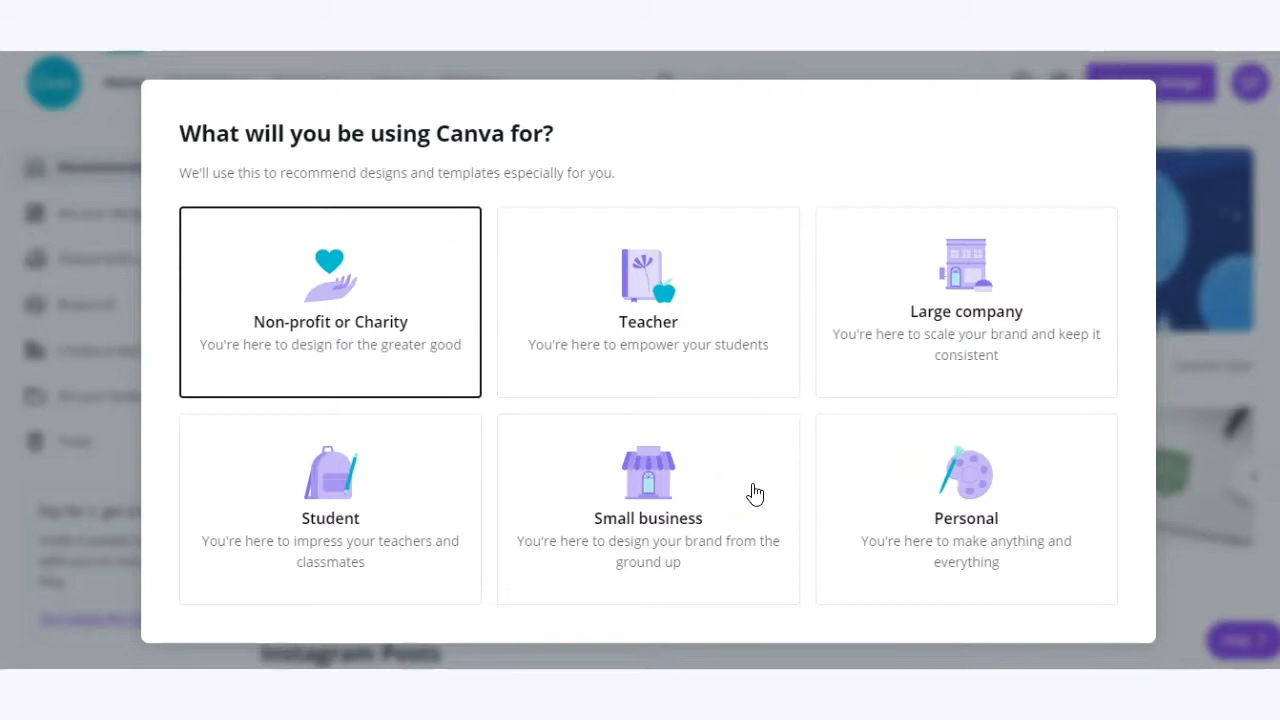 What will you be using Canva for?
We'll use this to recommend designs and templates especially for you.
Non-profit or Charity
You're here to design for the greater good
Teacher
You're here to empower your students
Large company
You're here to scale your brand and keep it
consistent
Student
You're here to impress your teachers and
classmates
Small business
You're here to design your brand from the
ground up
Personal
You're here to make anything and
everything
Instagram Posts